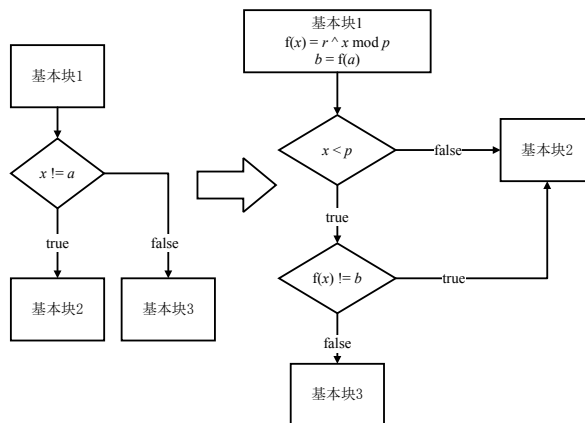 基本块1
x != a
true
false
基本块2
基本块3
基本块1
f(x) = r ^ x mod p
b = f(a)
x < p
false
基本块2
true
f(x) != b
true
false
基本块3